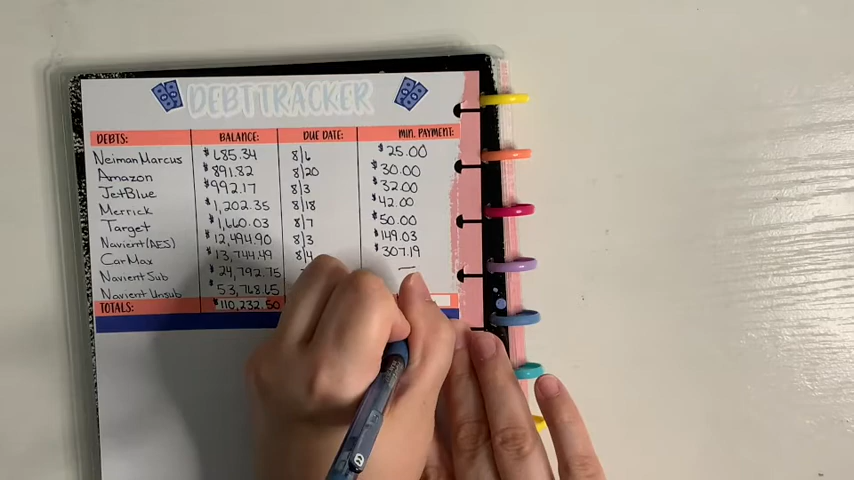 DEBT TRACKER
DEBTS: BALANCE: DUE DATE: MIN. PAYMENT:
Neiman Marcus $685.34 8|6 $25.00
Amazon $891.82 8|20 $30.00
JetBlue $992.17 8|3 $32.00
Merrick $1,202.35 8|18 $42.00
Target $1,660.03 8|7 $50.00
Navient (AES) $12,494.90 8|3 $149.03
CarMax $13,744.49 8|4 $307.19
Navient Sub $24,792.75 —
Navient Unsub $53,768.65
TOTALS: $110,232.50